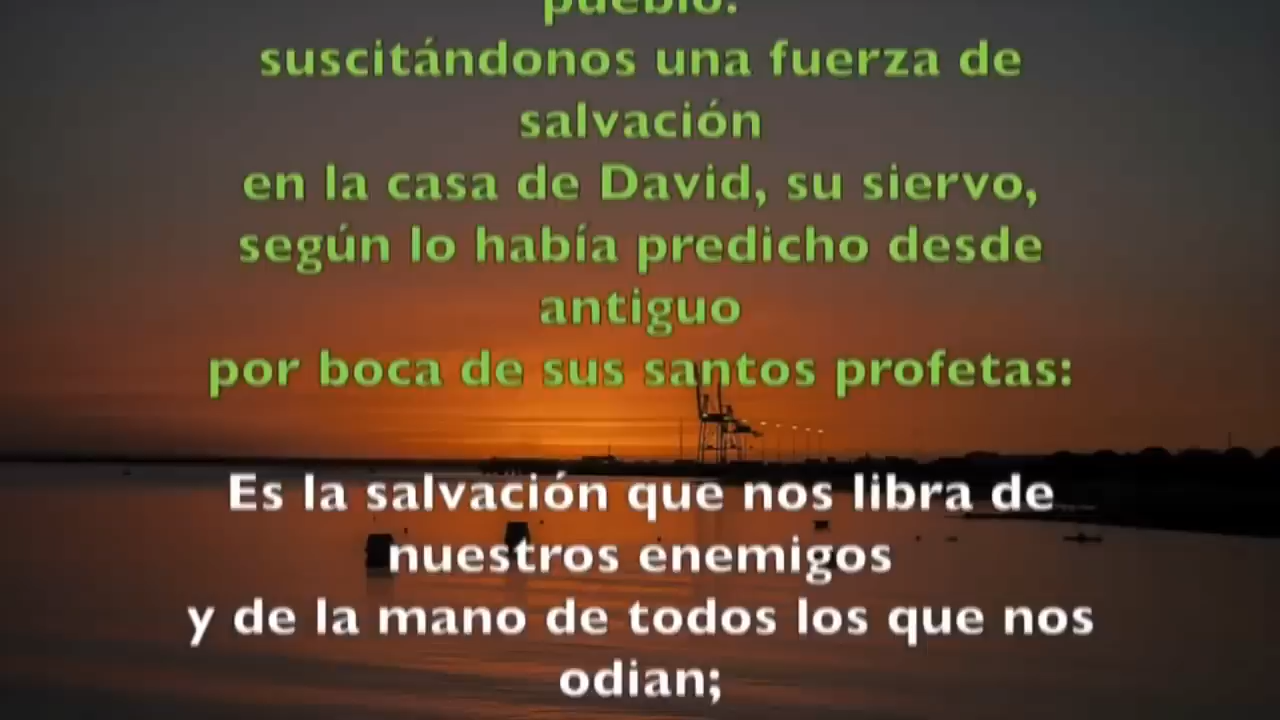 pueblo.
suscitándonos una fuerza de
salvación
en la casa de David, su siervo,
según lo había predicho desde
antiguo
por boca de sus santos profetas:
Es la salvación que nos libra de
nuestros enemigos
y de la mano de todos los que nos
odian;